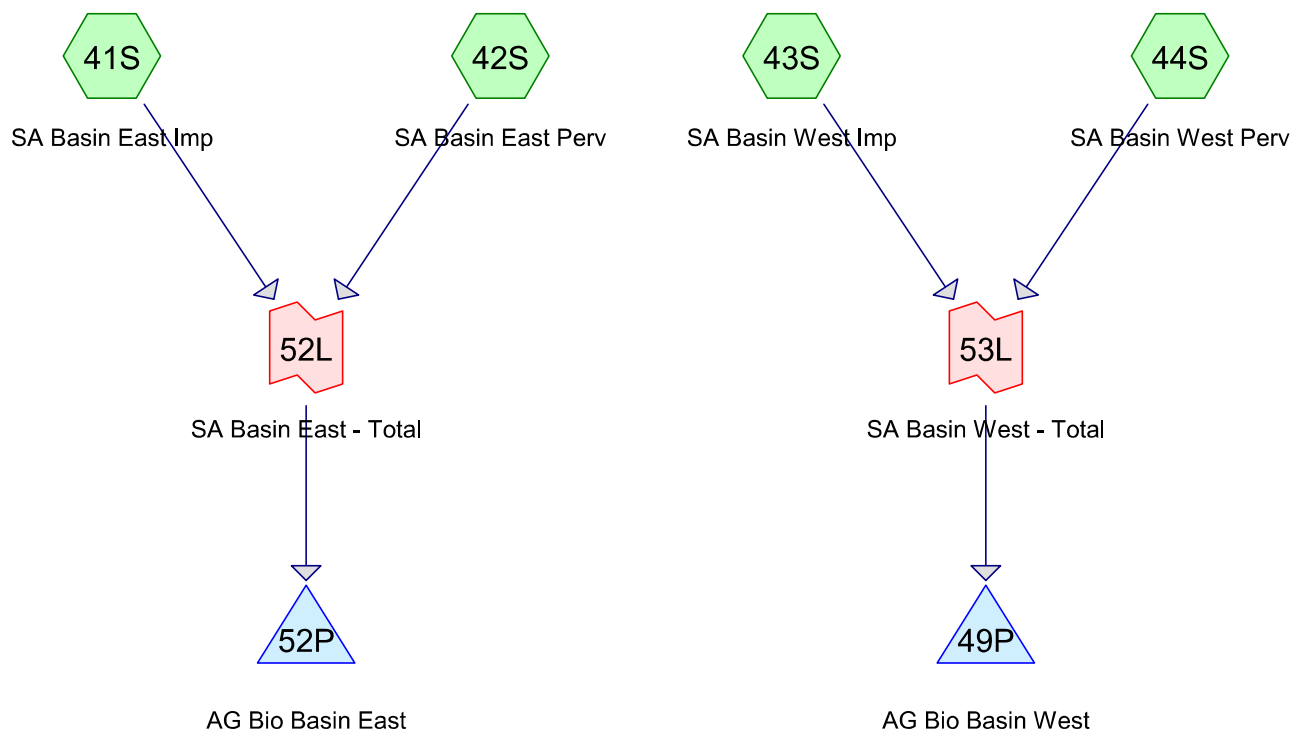 41S
42S
43S
44S
SA Basin East Imp
SA Basin East Perv
SA Basin West Imp
SA Basin West Perv
52L
53L
SA Basin East - Total
SA Basin West - Total
52P
49P
AG Bio Basin East
AG Bio Basin West